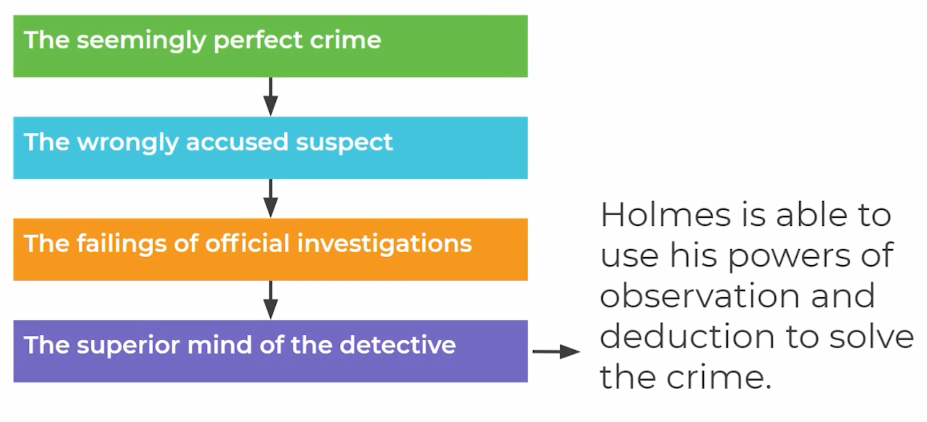 The seemingly perfect crime
The wrongly accused suspect
The failings of official investigations
The superior mind of the detective
Holmes is able to
use his powers of
observation and
deduction to solve
the crime.